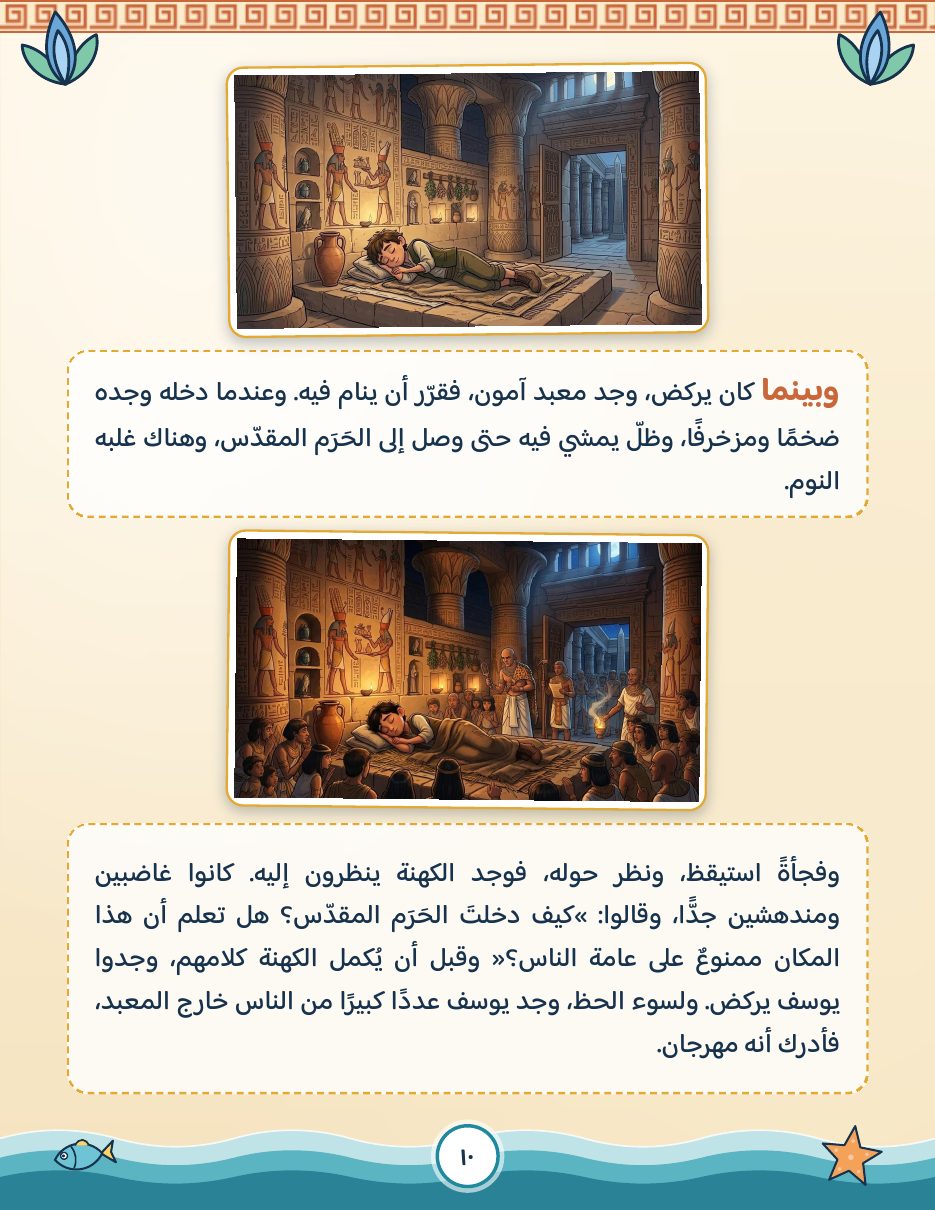 وبينما كان يركض، وجد معبد آمون، فقرّر أن ينام فيه. وعندما دخله وجده
ضخمًا ومزخرفًا، وظلّ يمشي فيه حتى وصل إلى الحَرَم المقدّس، وهناك غلبه
النوم.
وفجأةً استيقظ، ونظر حوله، فوجد الكهنة ينظرون إليه. كانوا غاضبين
ومندهشين جدًّا، وقالوا: »كيف دخلتَ الحَرَم المقدّس؟ هل تعلم أن هذا
المكان ممنوعٌ على عامة الناس؟« وقبل أن يُكمل الكهنة كلامهم، وجدوا
يوسف يركض. ولسوء الحظ، وجد يوسف عددًا كبيرًا من الناس خارج المعبد،
فأدرك أنه مهرجان.
١٠